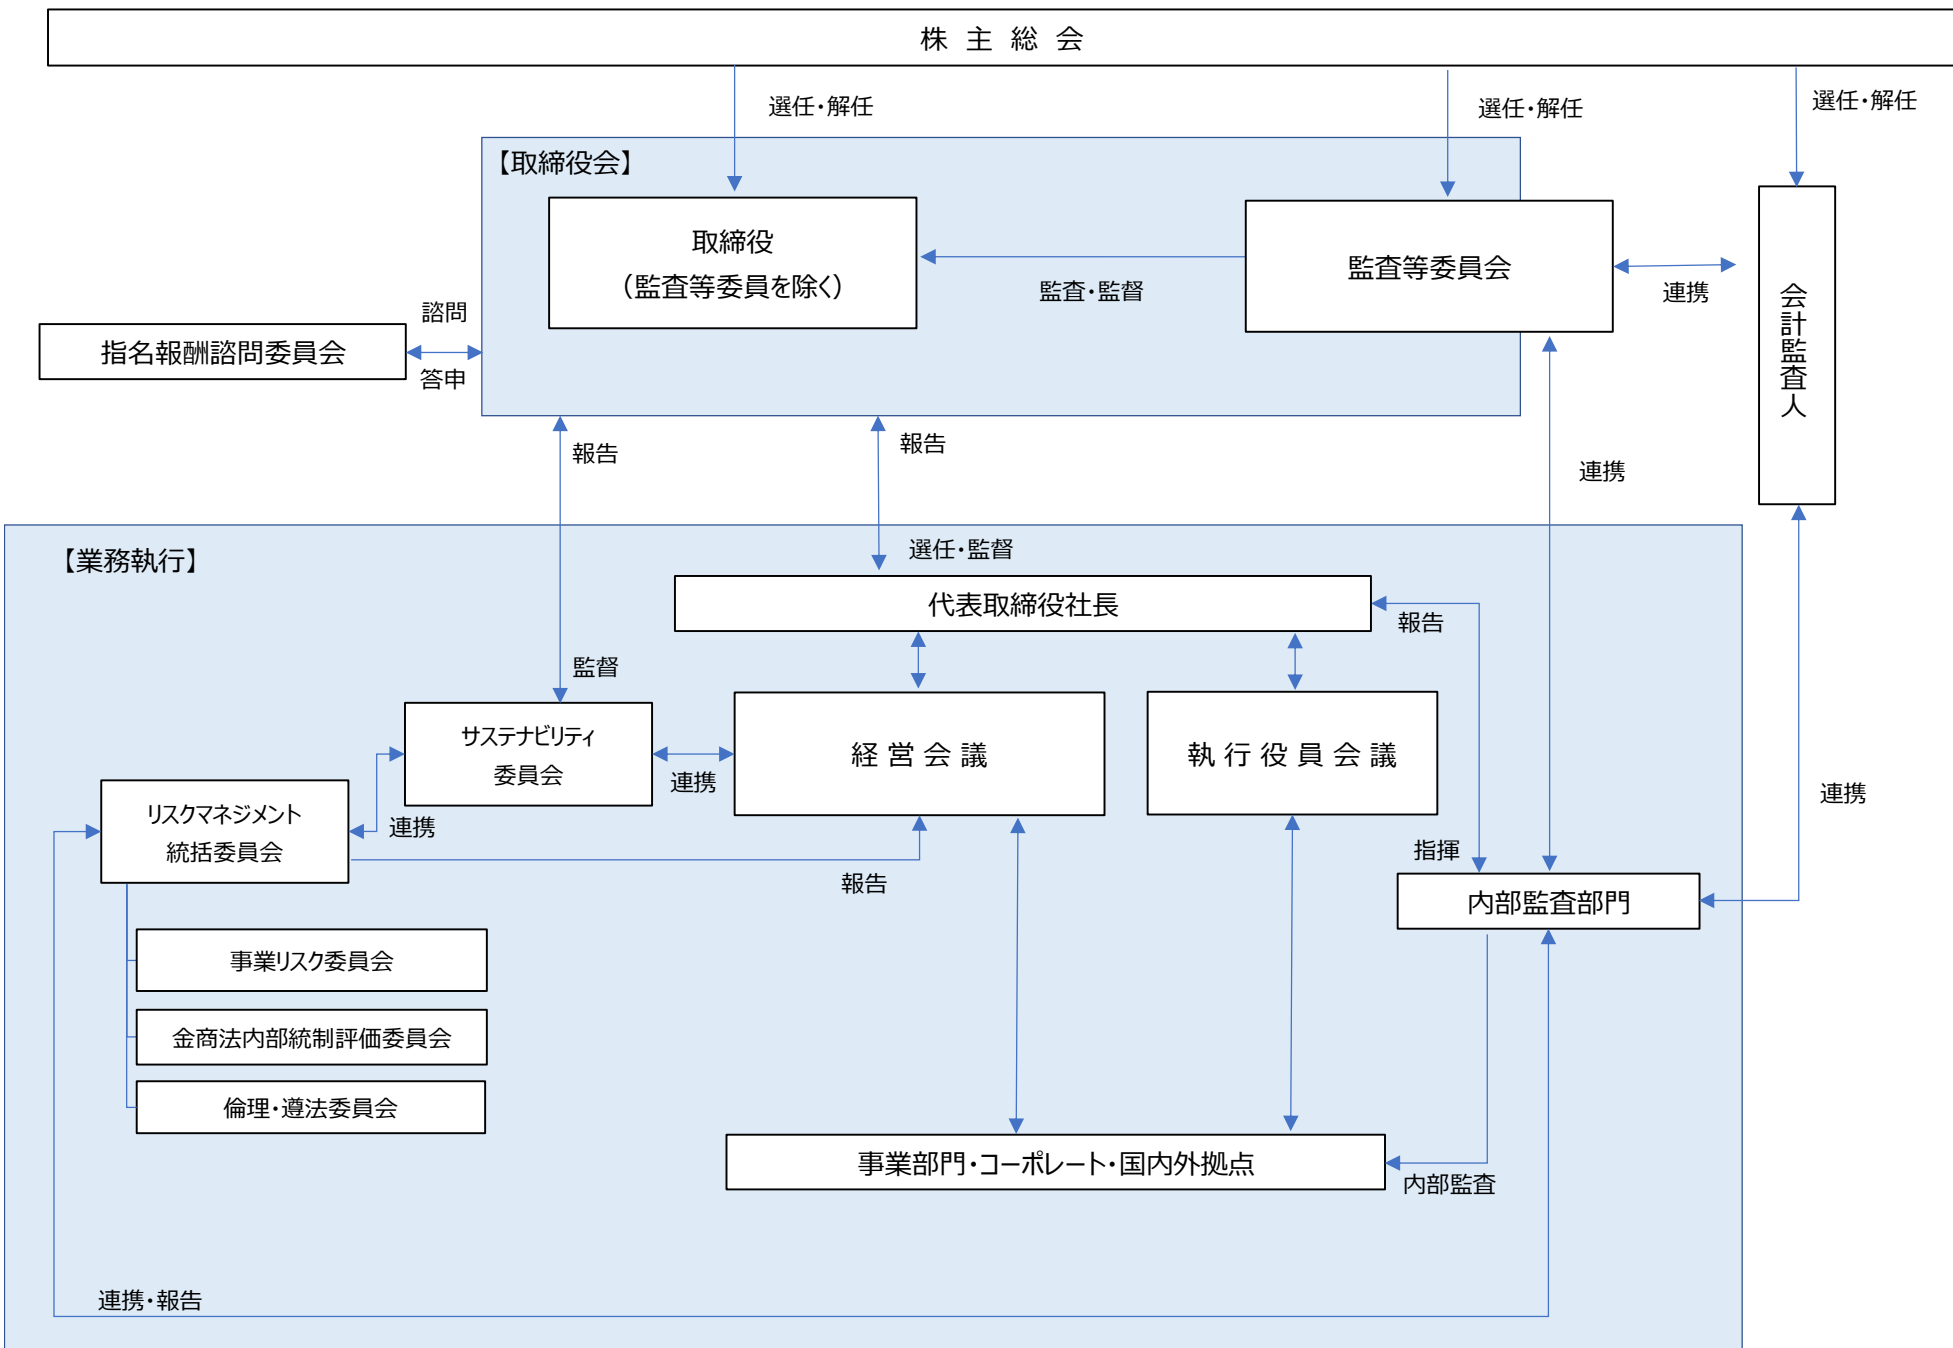 株 主 総 会
選任・解任
選任・解任
選任・解任
【取締役会】
取締役
（監査等委員を除く）
監査・監督
監査等委員会
連携
会計監査人
諮問
指名報酬諮問委員会
答申
報告
報告
連携
【業務執行】
選任・監督
代表取締役社長
報告
監督
サステナビリティ
委員会
連携
経 営 会 議
執 行 役 員 会 議
連携
リスクマネジメント
統括委員会
連携
報告
指揮
内部監査部門
事業リスク委員会
金商法内部統制評価委員会
倫理・遵法委員会
事業部門・コーポレート・国内外拠点
内部監査
連携・報告